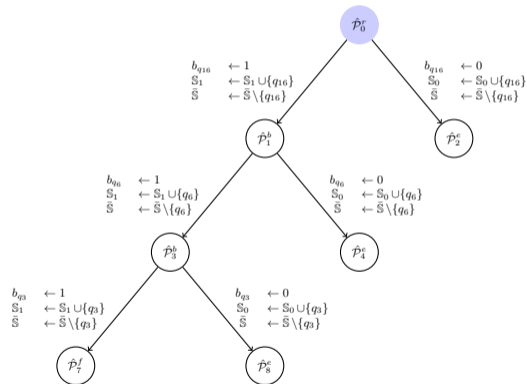 P̂₀ʳ
b_{q₁₆} ← 1
𝕊₁ ← 𝕊₁ ∪{q₁₆}
𝕊̄ ← 𝕊̄ \{q₁₆}
b_{q₁₆} ← 0
𝕊₀ ← 𝕊₀ ∪{q₁₆}
𝕊̄ ← 𝕊̄ \{q₁₆}
P̂₁ᵇ
P̂₂ᵉ
b_{q₆} ← 1
𝕊₁ ← 𝕊₁ ∪{q₆}
𝕊̄ ← 𝕊̄ \{q₆}
b_{q₆} ← 0
𝕊₀ ← 𝕊₀ ∪{q₆}
𝕊̄ ← 𝕊̄ \{q₆}
P̂₃ᵇ
P̂₄ᵉ
b_{q₃} ← 1
𝕊₁ ← 𝕊₁ ∪{q₃}
𝕊̄ ← 𝕊̄ \{q₃}
b_{q₃} ← 0
𝕊₀ ← 𝕊₀ ∪{q₃}
𝕊̄ ← 𝕊̄ \{q₃}
P̂₇ᶠ
P̂₈ᵉ